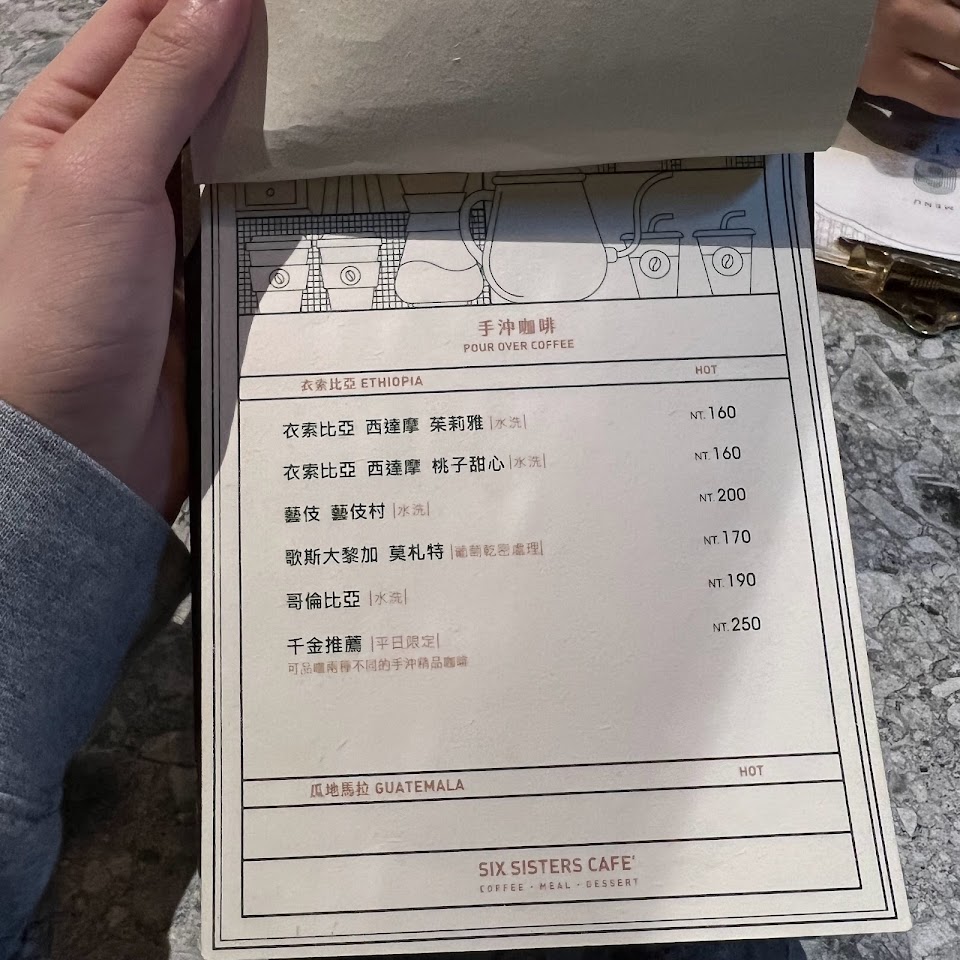 手沖咖啡
POUR OVER COFFEE
衣索比亞 ETHIOPIA HOT
衣索比亞 西達摩 茱莉雅 |水洗| NT.160
衣索比亞 西達摩 桃子甜心 |水洗| NT.160
藝伎 藝伎村 |水洗| NT.200
歌斯大黎加 莫札特 |葡萄乾密處理| NT.170
哥倫比亞 |水洗| NT.190
千金推薦 |平日限定| NT.250
可品嚐兩種不同的手沖精品咖啡
瓜地馬拉 GUATEMALA HOT
SIX SISTERS CAFE'
COFFEE - MEAL - DESSERT
MENU